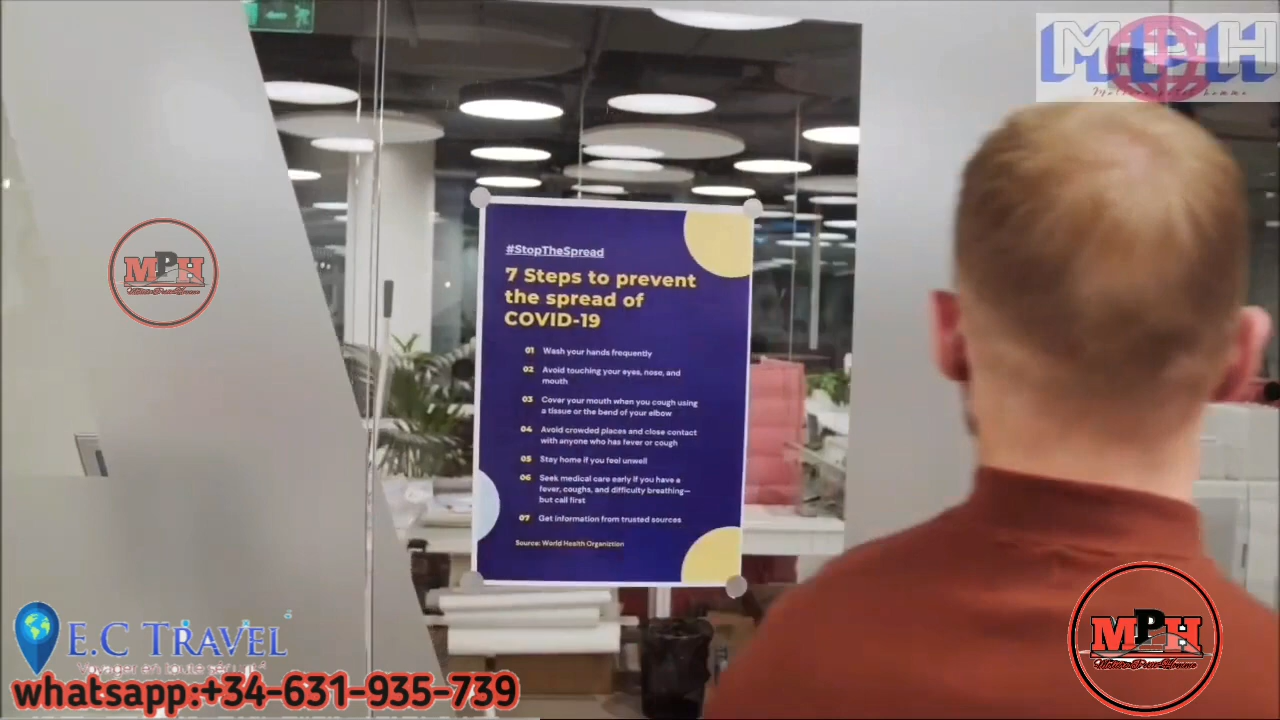 MPH
MPH
#StopTheSpread
7 Steps to prevent
the spread of
COVID-19
01 Wash your hands frequently
02 Avoid touching your eyes, nose, and
mouth
03 Cover your mouth when you cough using
a tissue or the bend of your elbow
04 Avoid crowded places and close contact
with anyone who has fever or cough
05 Stay home if you feel unwell
06 Seek medical care early if you have a
fever, coughs, and difficulty breathing—
but call first
07 Get information from trusted sources
Source: World Health Organiztion
E.C TRAVEL
Voyager en toute sécurité
whatsapp:+34-631-935-739
MPH